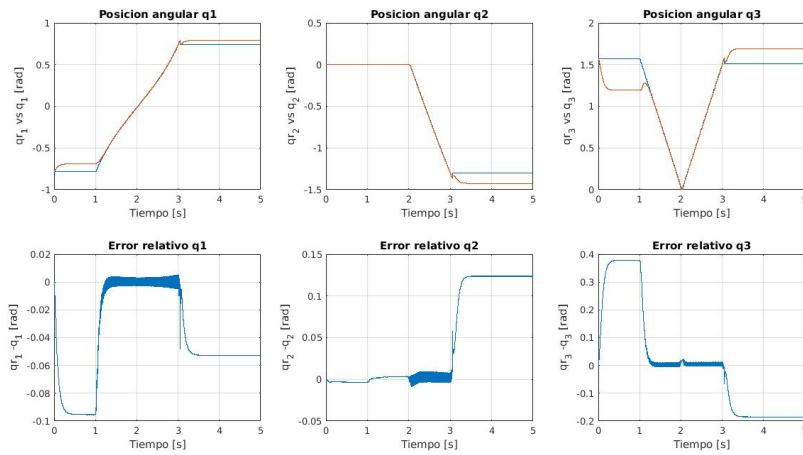 Posicion angular q1
qr₁ vs q₁ [rad]
1
0.5
0
-0.5
-1
0 1 2 3 4 5
Tiempo [s]
Posicion angular q2
qr₂ vs q₂ [rad]
0.5
0
-0.5
-1
-1.5
0 1 2 3 4 5
Tiempo [s]
Posicion angular q3
qr₃ vs q₃ [rad]
2
1.5
1
0.5
0
0 1 2 3 4 5
Tiempo [s]
Error relativo q1
qr₁ -q₁ [rad]
0.02
0
-0.02
-0.04
-0.06
-0.08
-0.1
0 1 2 3 4 5
Tiempo [s]
Error relativo q2
qr₂ -q₂ [rad]
0.15
0.1
0.05
0
-0.05
0 1 2 3 4 5
Tiempo [s]
Error relativo q3
qr₃ -q₃ [rad]
0.4
0.3
0.2
0.1
0
-0.1
-0.2
0 1 2 3 4 5
Tiempo [s]